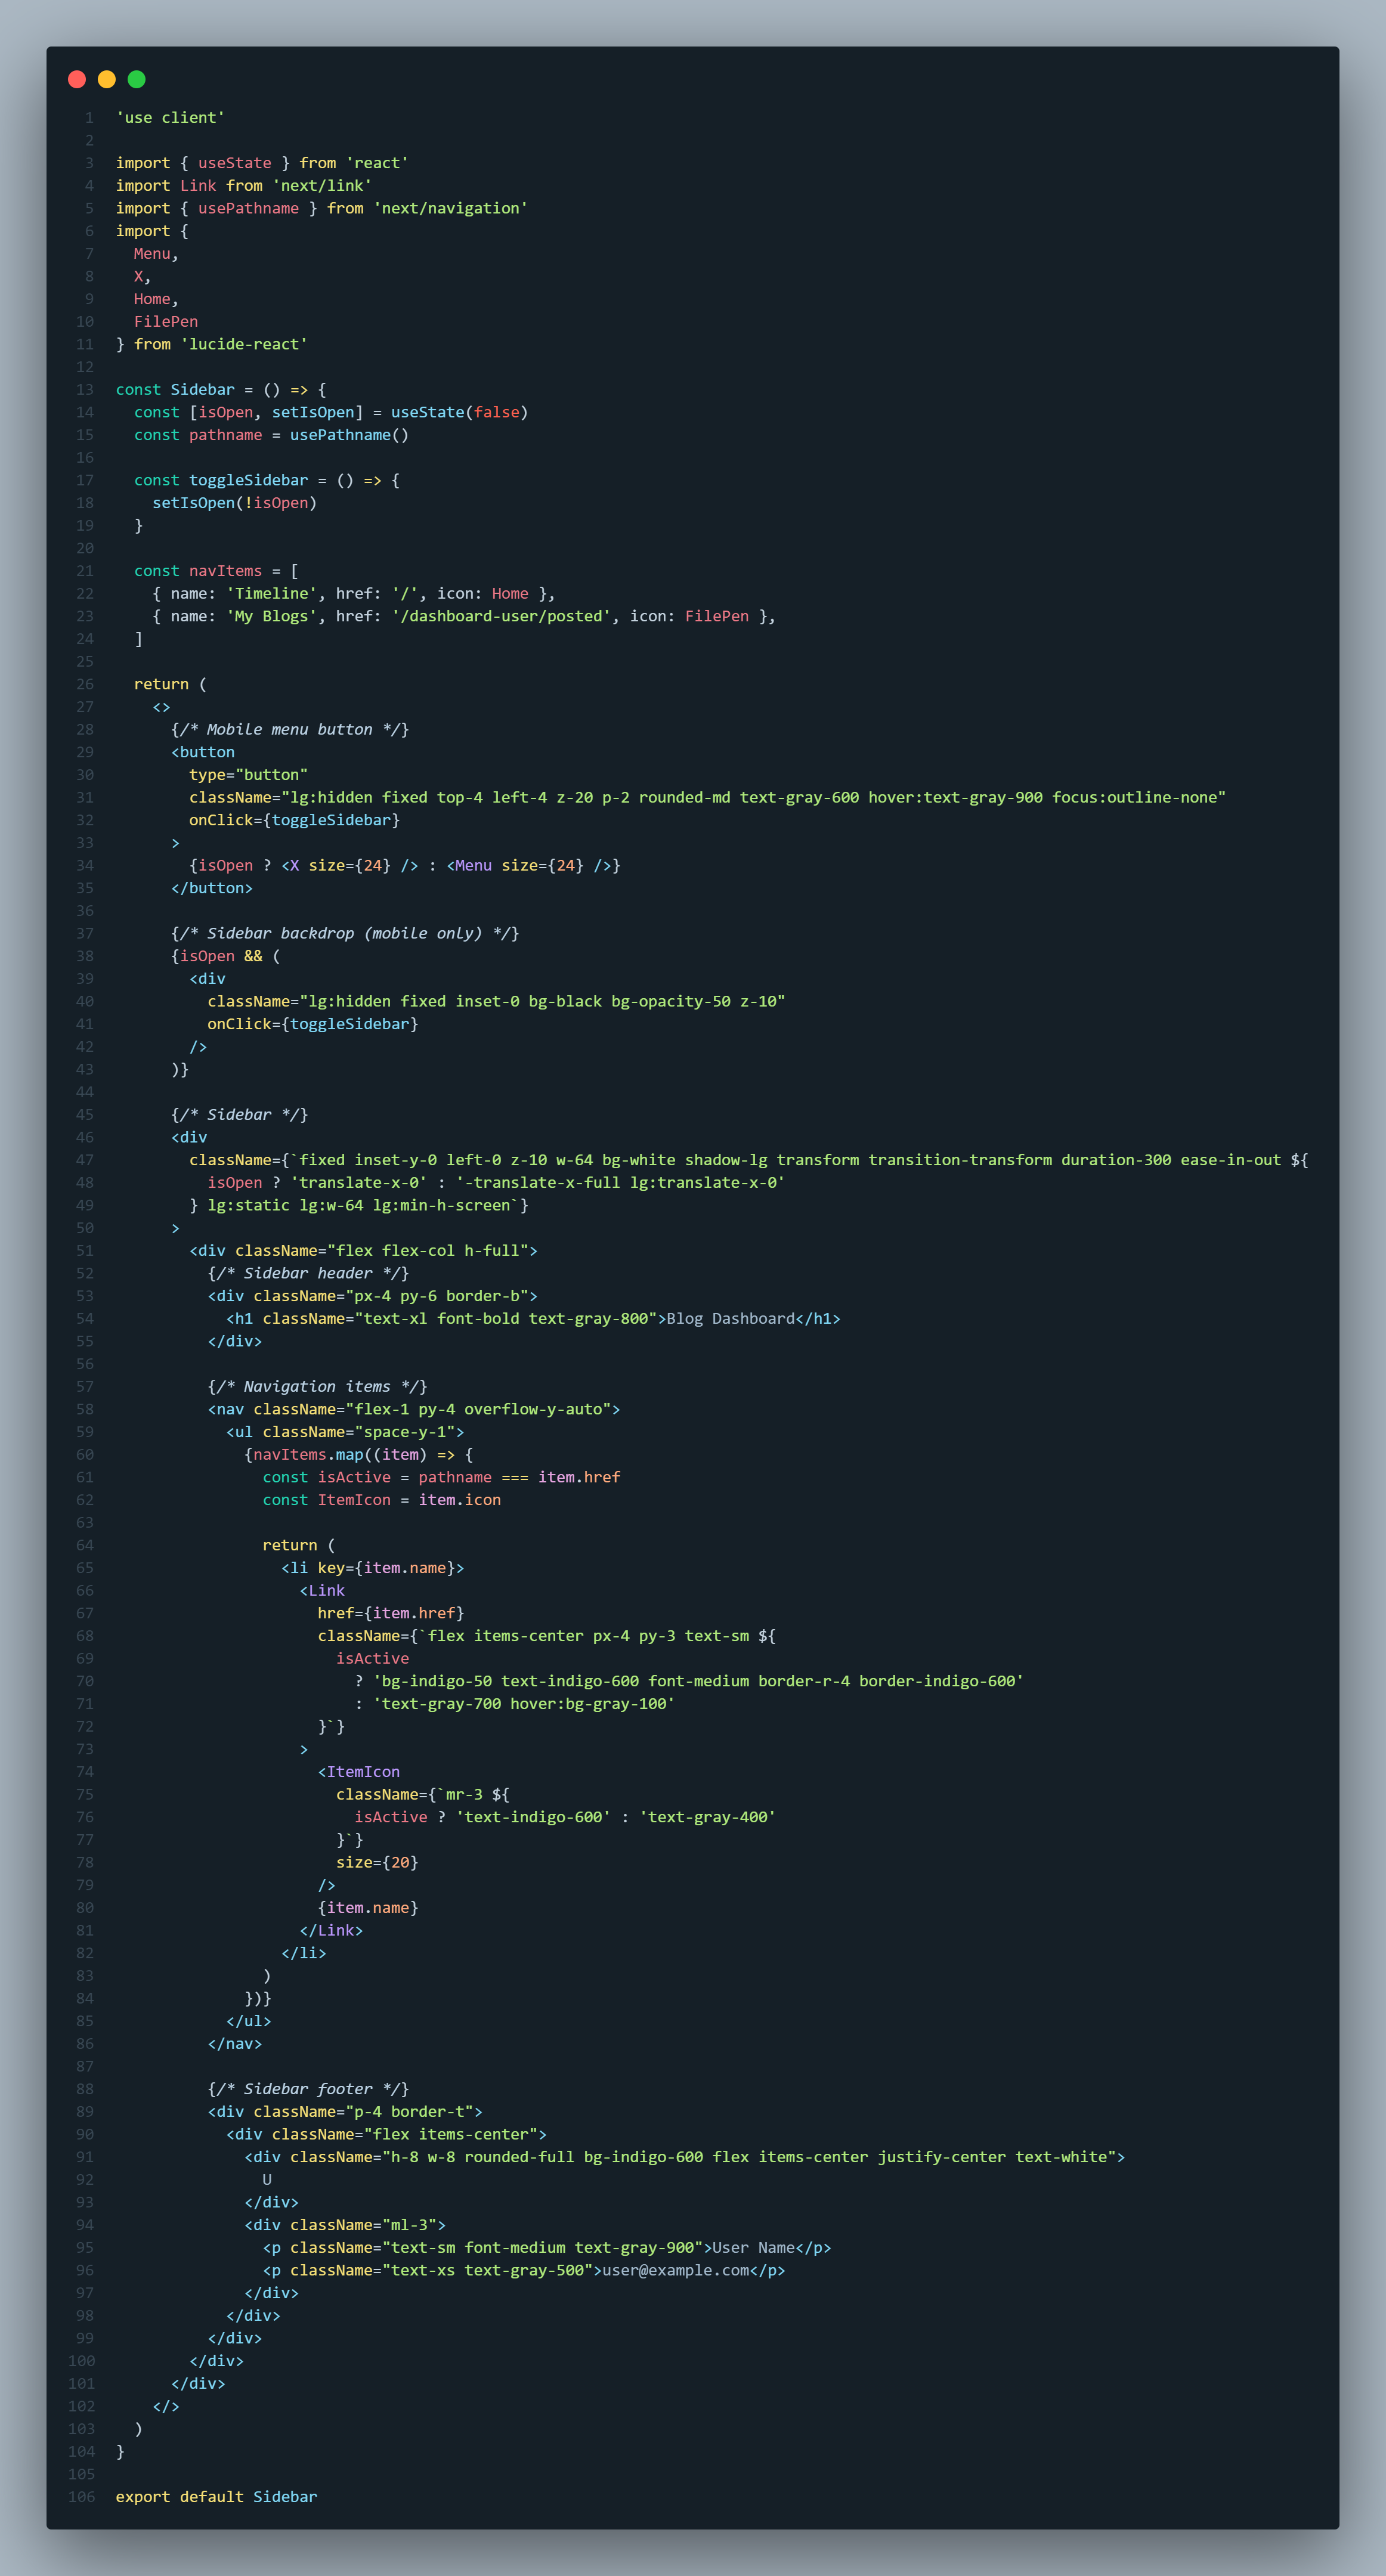 1 'use client'
2
3 import { useState } from 'react'
4 import Link from 'next/link'
5 import { usePathname } from 'next/navigation'
6 import {
7   Menu,
8   X,
9   Home,
10   FilePen
11 } from 'lucide-react'
12
13 const Sidebar = () => {
14   const [isOpen, setIsOpen] = useState(false)
15   const pathname = usePathname()
16
17   const toggleSidebar = () => {
18     setIsOpen(!isOpen)
19   }
20
21   const navItems = [
22     { name: 'Timeline', href: '/', icon: Home },
23     { name: 'My Blogs', href: '/dashboard-user/posted', icon: FilePen },
24   ]
25
26   return (
27     <>
28       {/* Mobile menu button */}
29       <button
30         type="button"
31         className="lg:hidden fixed top-4 left-4 z-20 p-2 rounded-md text-gray-600 hover:text-gray-900 focus:outline-none"
32         onClick={toggleSidebar}
33       >
34         {isOpen ? <X size={24} /> : <Menu size={24} />}
35       </button>
36
37       {/* Sidebar backdrop (mobile only) */}
38       {isOpen && (
39         <div
40           className="lg:hidden fixed inset-0 bg-black bg-opacity-50 z-10"
41           onClick={toggleSidebar}
42         />
43       )}
44
45       {/* Sidebar */}
46       <div
47         className={`fixed inset-y-0 left-0 z-10 w-64 bg-white shadow-lg transform transition-transform duration-300 ease-in-out ${
48           isOpen ? 'translate-x-0' : '-translate-x-full lg:translate-x-0'
49         } lg:static lg:w-64 lg:min-h-screen`}
50       >
51         <div className="flex flex-col h-full">
52           {/* Sidebar header */}
53           <div className="px-4 py-6 border-b">
54             <h1 className="text-xl font-bold text-gray-800">Blog Dashboard</h1>
55           </div>
56
57           {/* Navigation items */}
58           <nav className="flex-1 py-4 overflow-y-auto">
59             <ul className="space-y-1">
60               {navItems.map((item) => {
61                 const isActive = pathname === item.href
62                 const ItemIcon = item.icon
63
64                 return (
65                   <li key={item.name}>
66                     <Link
67                       href={item.href}
68                       className={`flex items-center px-4 py-3 text-sm ${
69                         isActive
70                           ? 'bg-indigo-50 text-indigo-600 font-medium border-r-4 border-indigo-600'
71                           : 'text-gray-700 hover:bg-gray-100'
72                       }`}
73                     >
74                       <ItemIcon
75                         className={`mr-3 ${
76                           isActive ? 'text-indigo-600' : 'text-gray-400'
77                         }`}
78                         size={20}
79                       />
80                       {item.name}
81                     </Link>
82                   </li>
83                 )
84               })}
85             </ul>
86           </nav>
87
88           {/* Sidebar footer */}
89           <div className="p-4 border-t">
90             <div className="flex items-center">
91               <div className="h-8 w-8 rounded-full bg-indigo-600 flex items-center justify-center text-white">
92                 U
93               </div>
94               <div className="ml-3">
95                 <p className="text-sm font-medium text-gray-900">User Name</p>
96                 <p className="text-xs text-gray-500">user@example.com</p>
97               </div>
98             </div>
99           </div>
100         </div>
101       </div>
102     </>
103   )
104 }
105
106 export default Sidebar